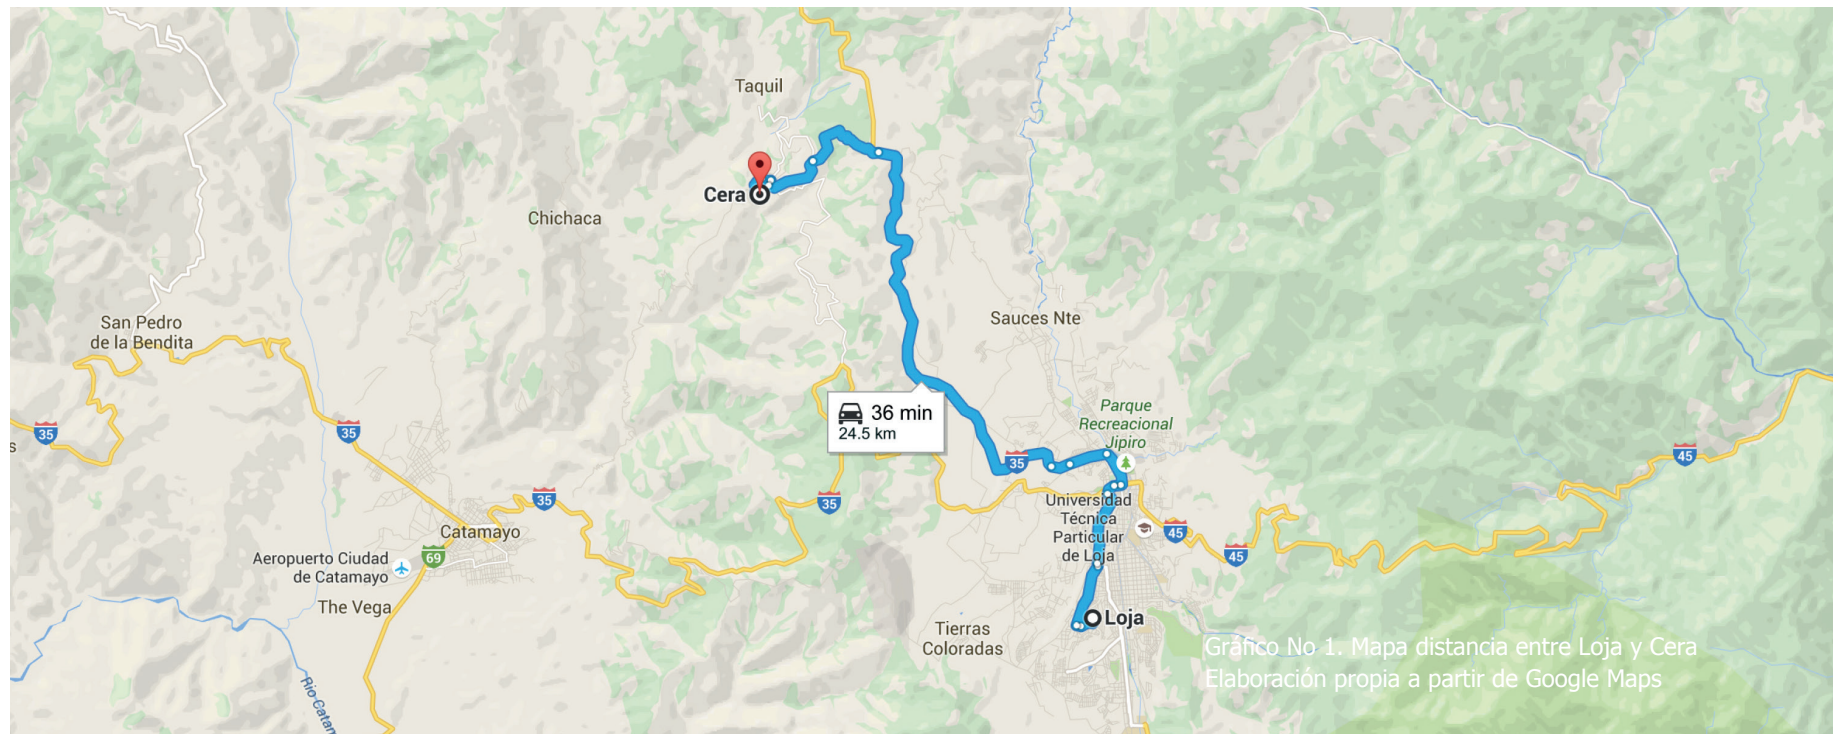 Taquil
Cera
Chichaca
San Pedro
de la Bendita
Sauces Nte
36 min
24.5 km
Parque
Recreacional
Jipiro
35
35
35
35
35
45
45
45
69
s
Universidad
Técnica
Particular
de Loja
Catamayo
Aeropuerto Ciudad
de Catamayo
The Vega
Loja
Tierras
Coloradas
Gráfico No 1. Mapa distancia entre Loja y Cera
Elaboración propia a partir de Google Maps
Rio Catam